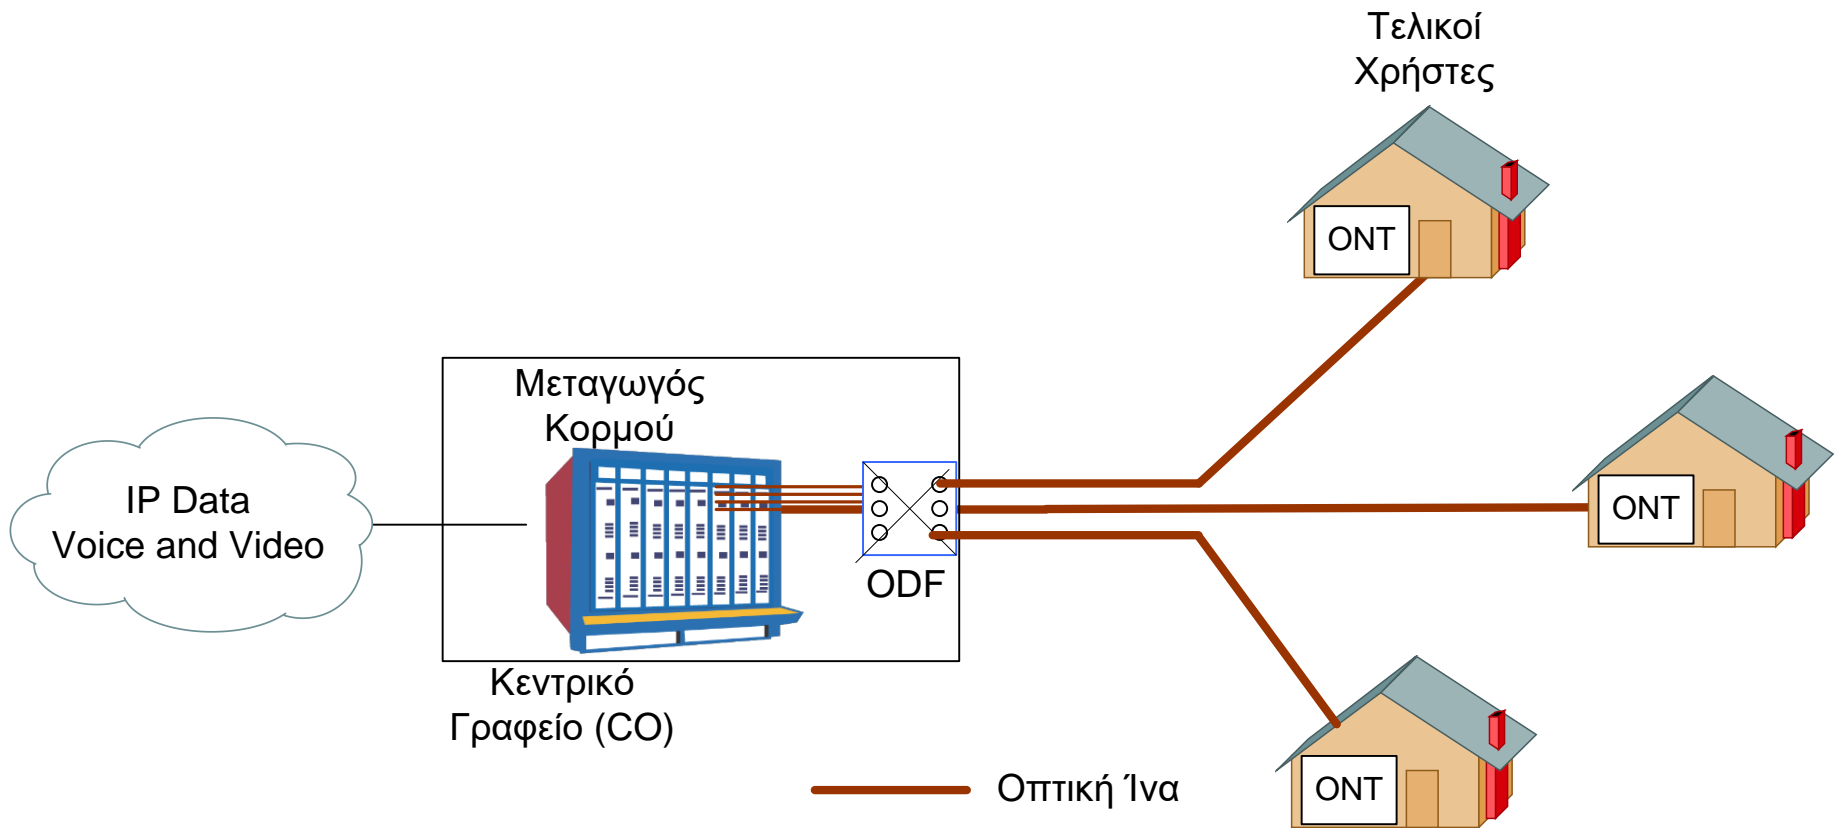 Τελικοί
Χρήστες
ONT
Μεταγωγός
Κορμού
IP Data
Voice and Video
ONT
ODF
Κεντρικό
Γραφείο (CO)
Οπτική Ίνα
ONT